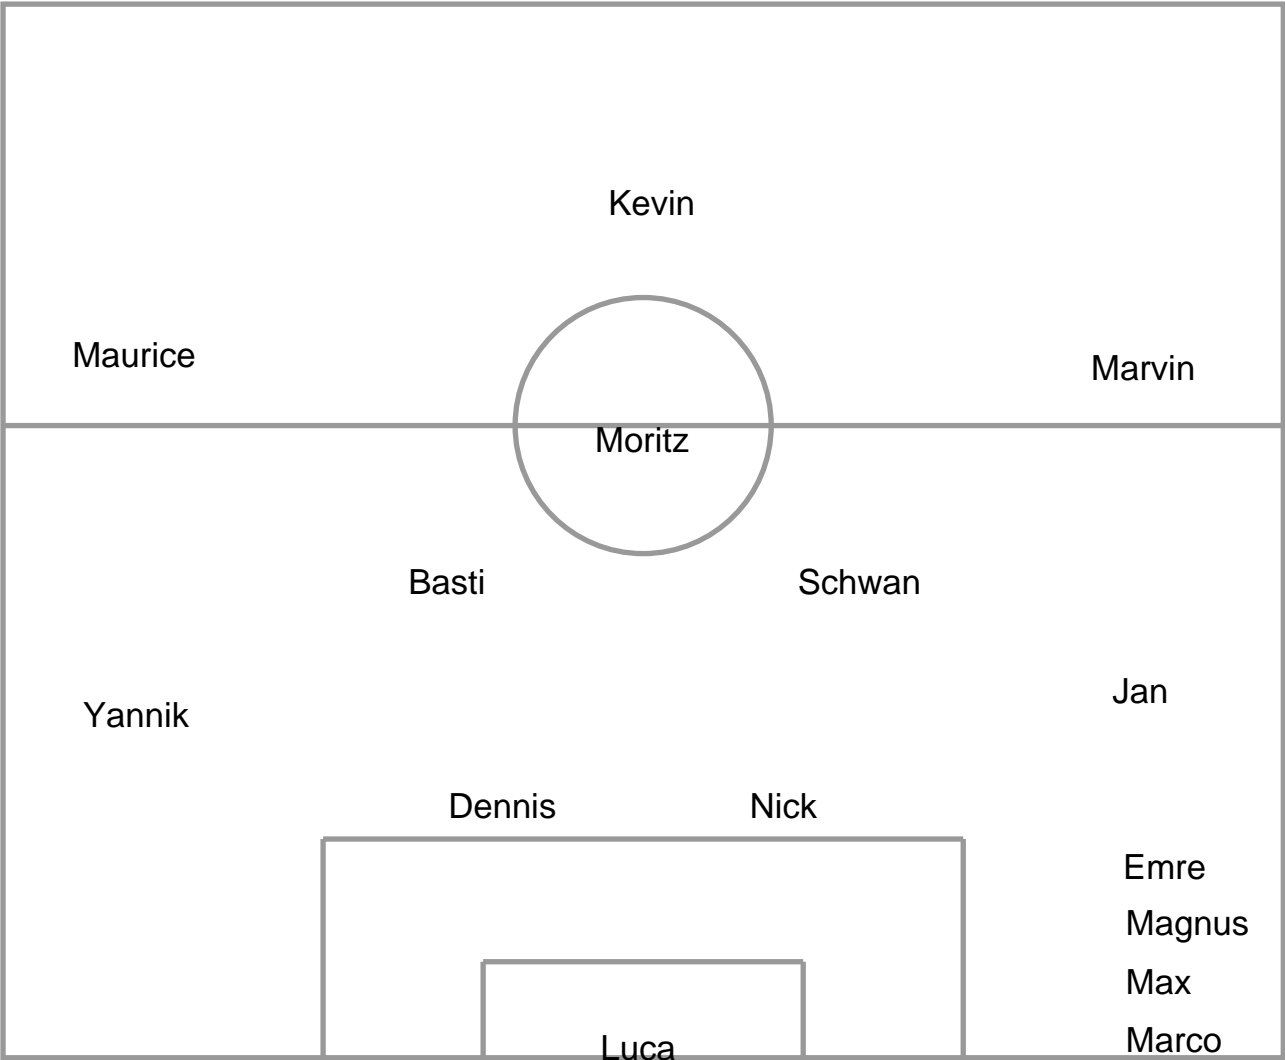 Kevin
Maurice
Marvin
Moritz
Basti
Schwan
Jan
Yannik
Dennis
Nick
Emre
Magnus
Max
Marco
Luca